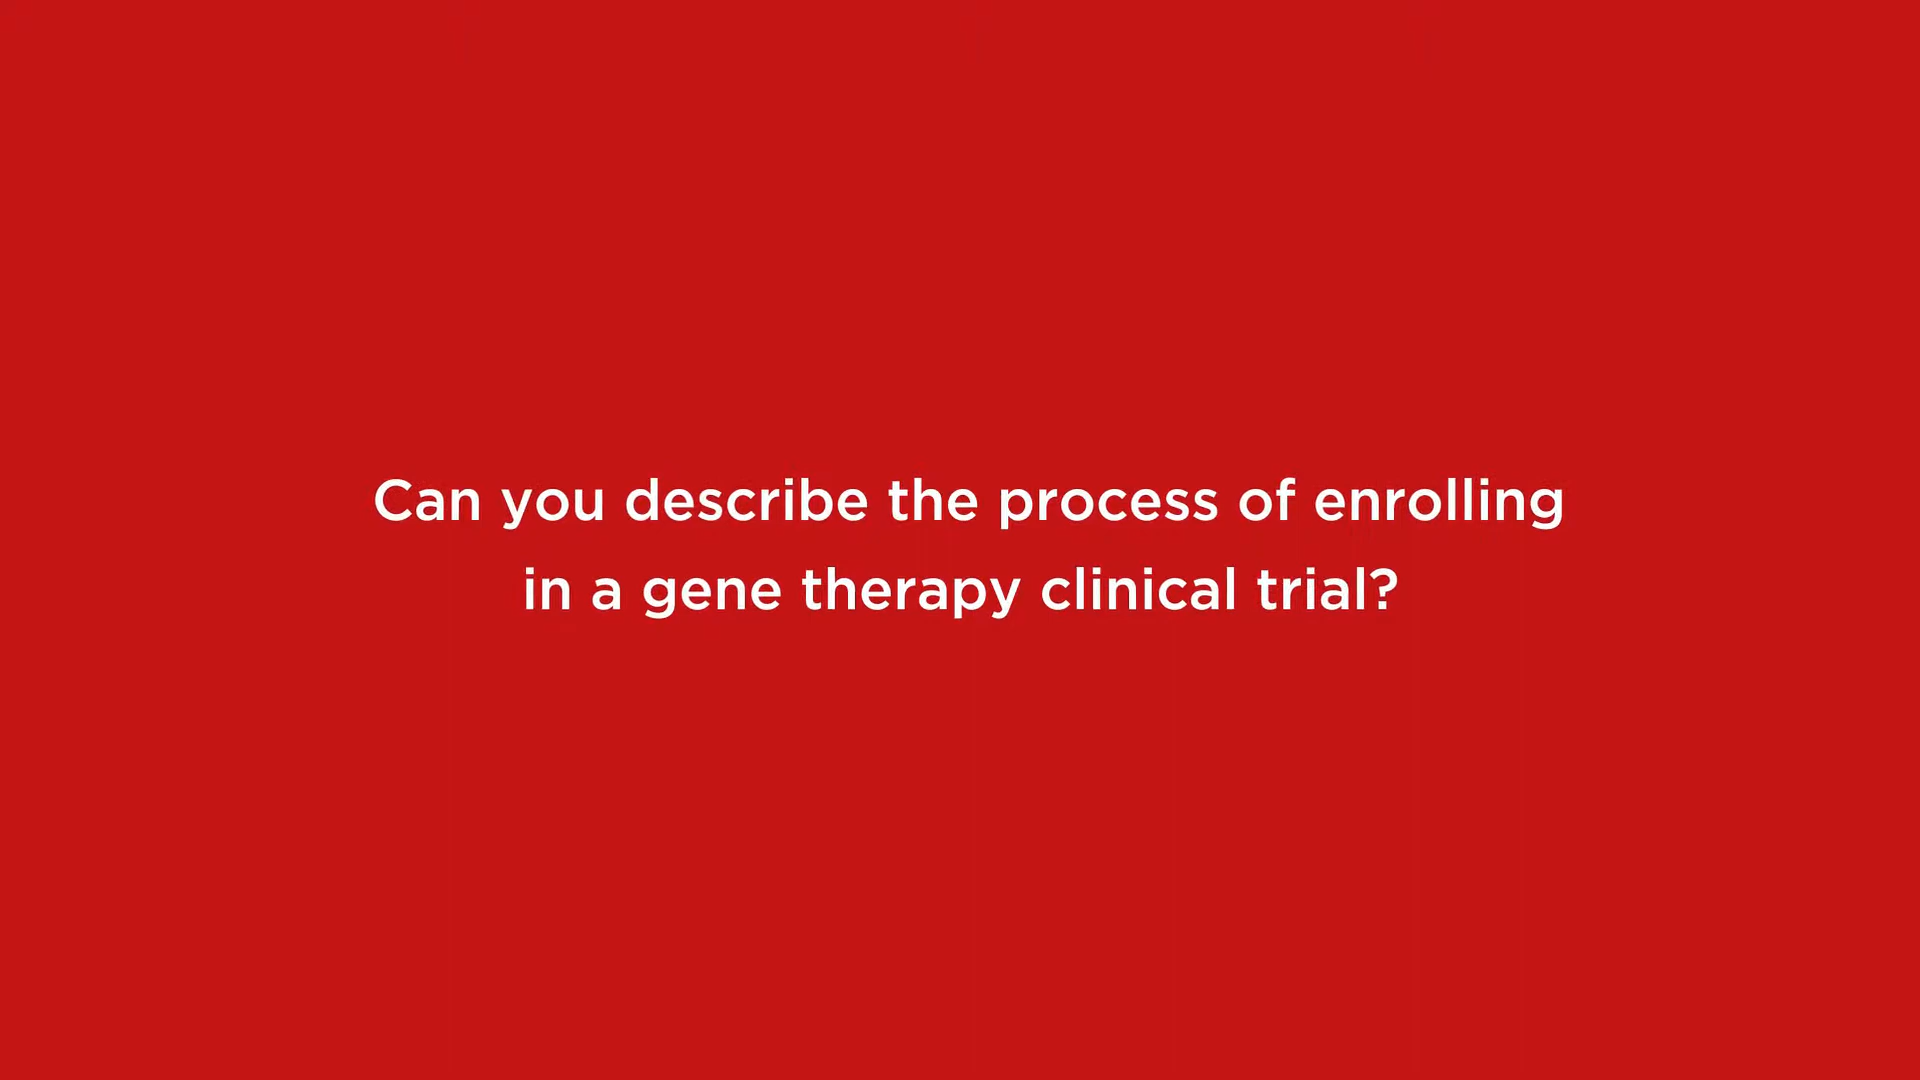 Can you describe the process of enrolling
in a gene therapy clinical trial?